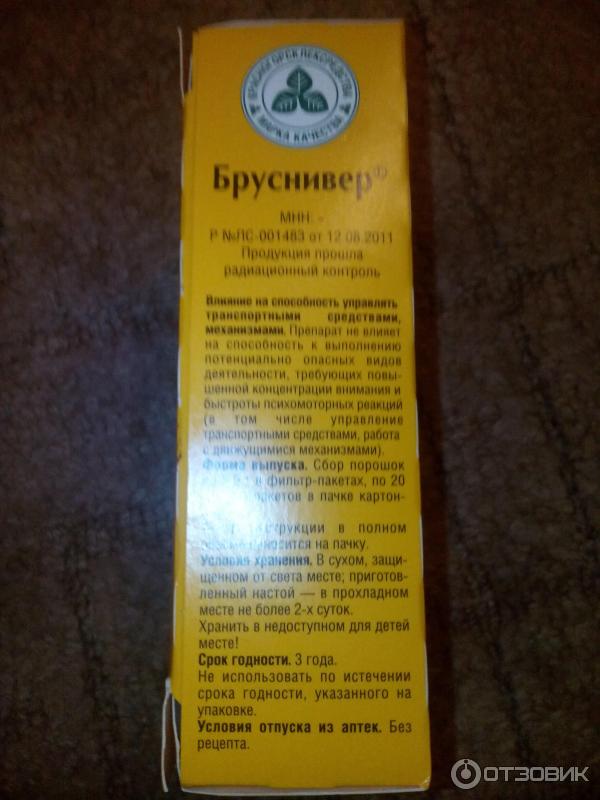 КРАСНОГОРСКЛЕКСРЕДСТВА
МАРКА КАЧЕСТВА
Бруснивер®
МНН: -
Р №ЛС-001483 от 12.08.2011
Продукция прошла
радиационный контроль
Влияние на способность управлять
транспортными средствами,
механизмами. Препарат не влияет
на способность к выполнению
потенциально опасных видов
деятельности, требующих повы-
шенной концентрации внимания и
быстроты психомоторных реакций
(в том числе управление
транспортными средствами, работа
с движущимися механизмами).
Форма выпуска. Сбор порошок
в фильтр-пакетах, по 20
в пачке картон-
в полном
на пачку.
Условия хранения. В сухом, защи-
щенном от света месте; приготов-
ленный настой — в прохладном
месте не более 2-х суток.
Хранить в недоступном для детей
месте!
Срок годности. 3 года.
Не использовать по истечении
срока годности, указанного на
упаковке.
Условия отпуска из аптек. Без
рецепта.
ОТЗОВИК